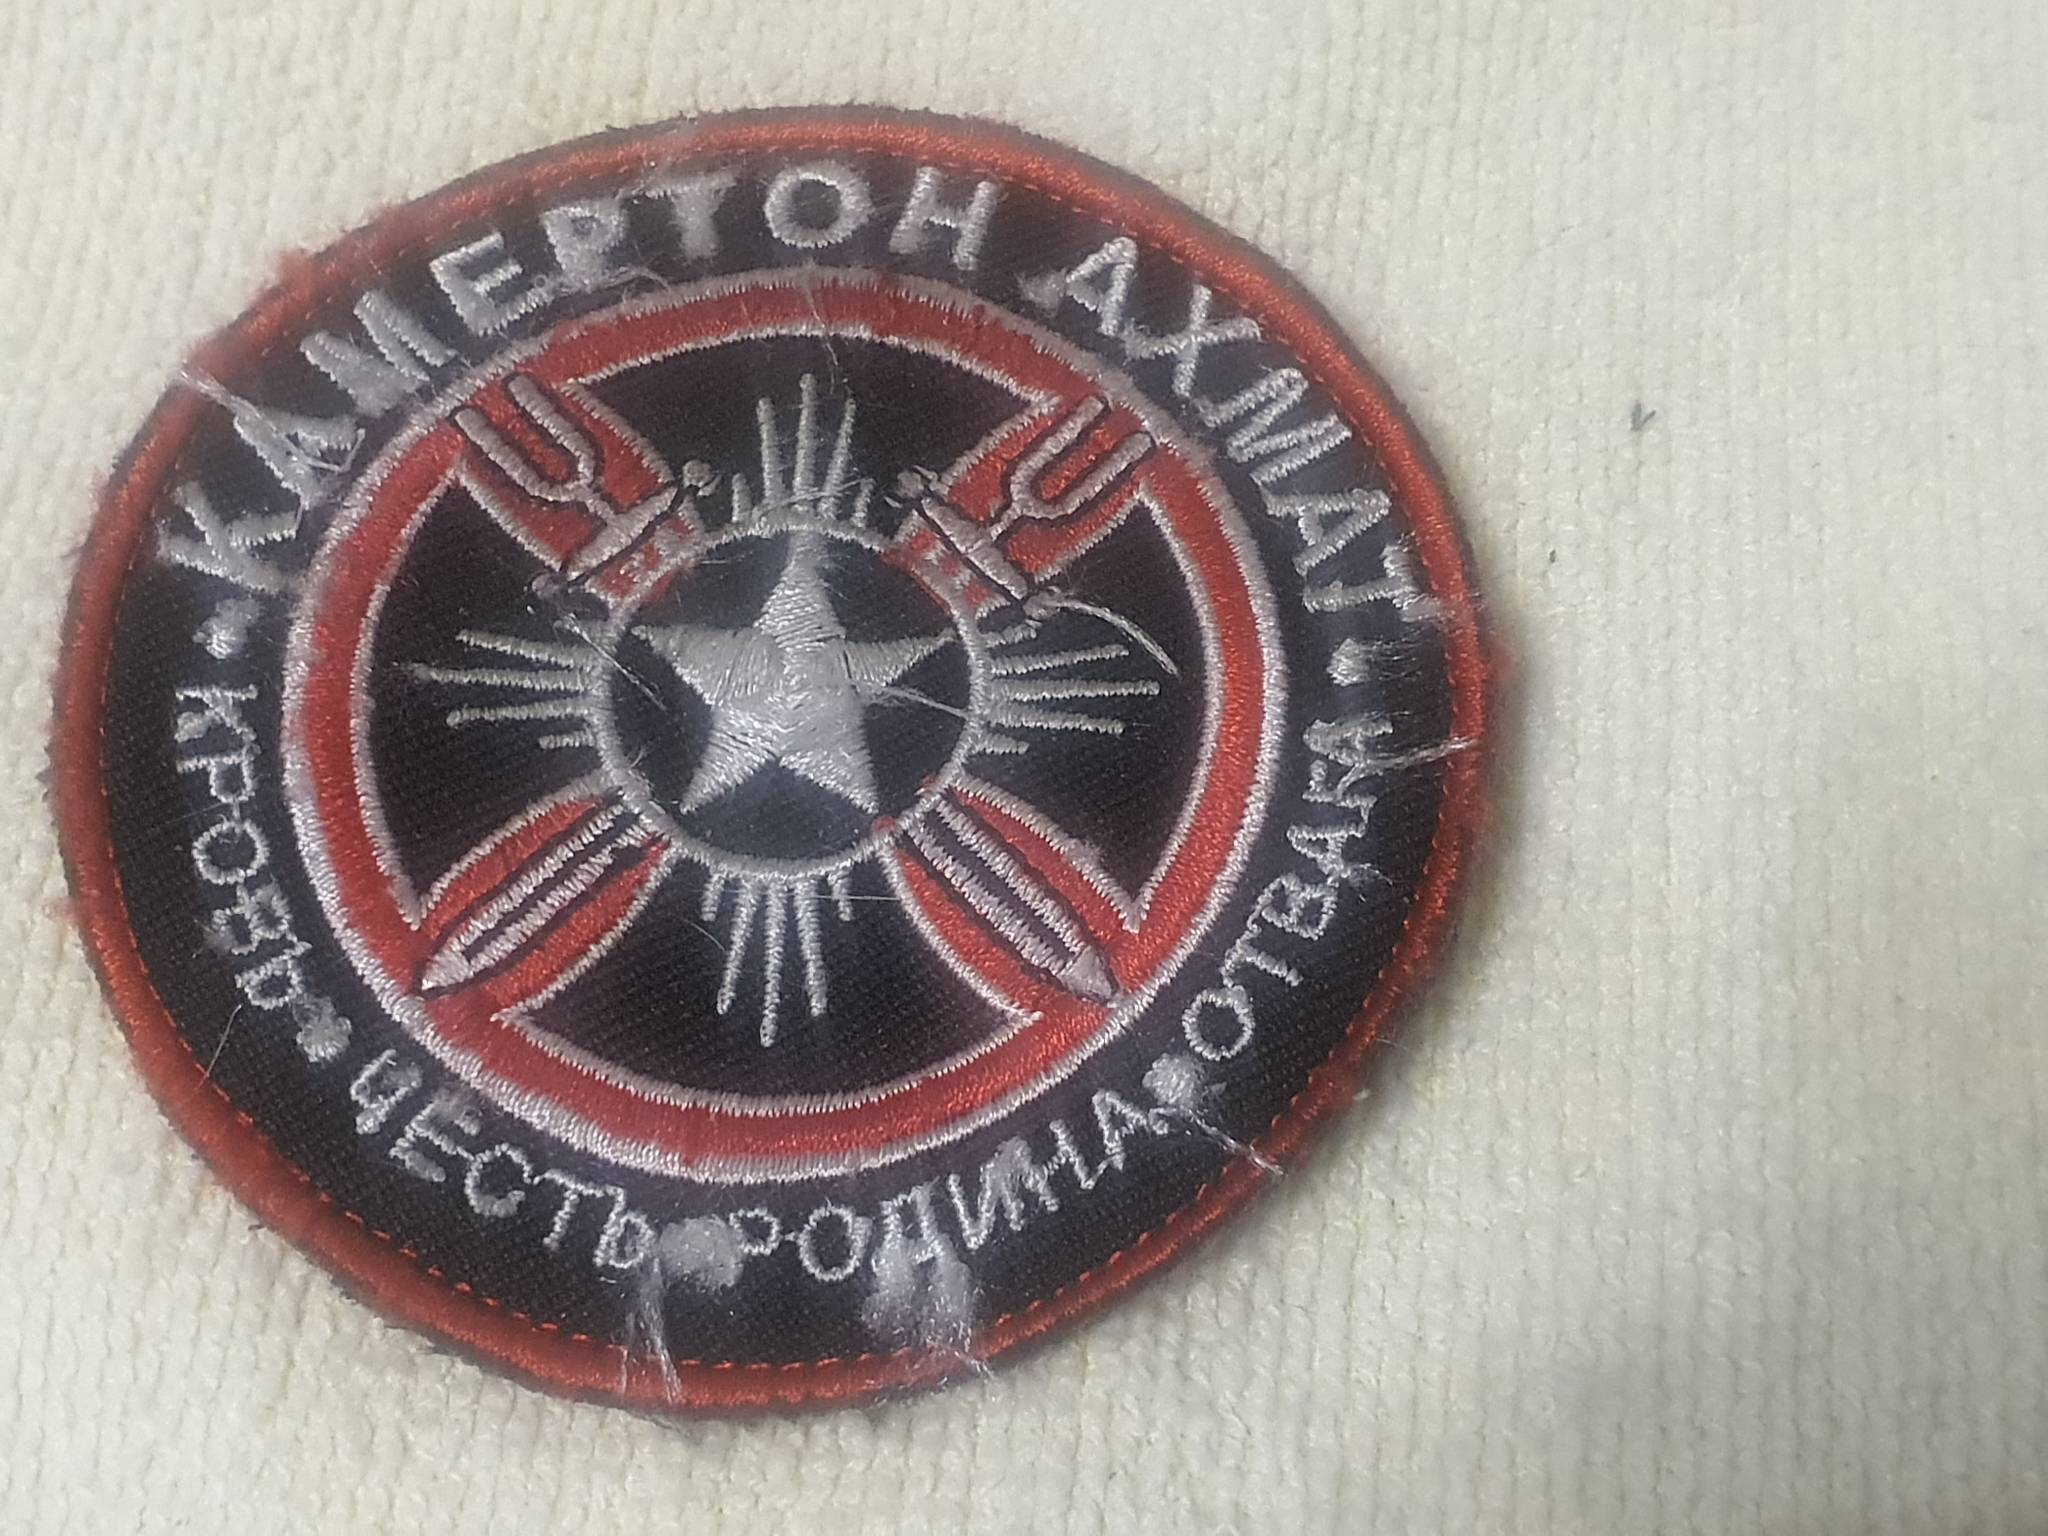 КАМЕРТОН АХМАТ
КРОВЬ • ЧЕСТЬ • РОДИНА • ОТВАГА